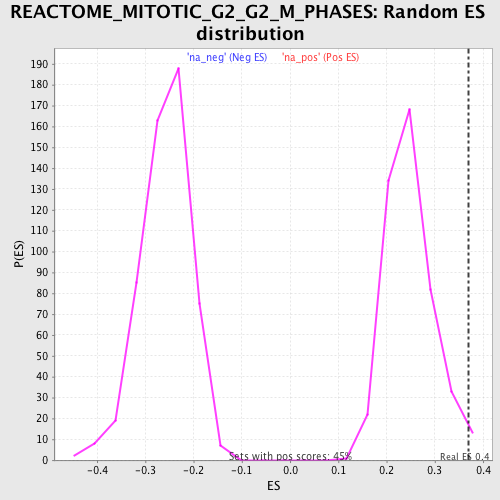 REACTOME_MITOTIC_G2_G2_M_PHASES: Random ES
distribution
'na_neg' (Neg ES) 'na_pos' (Pos ES)
190
180
170
160
150
140
130
120
110
100
90
80
70
60
50
40
30
20
10
0
P(ES)
Sets with pos scores: 45%
Real ES 0.4
-0.4 -0.3 -0.2 -0.1 0.0 0.1 0.2 0.3 0.4
ES